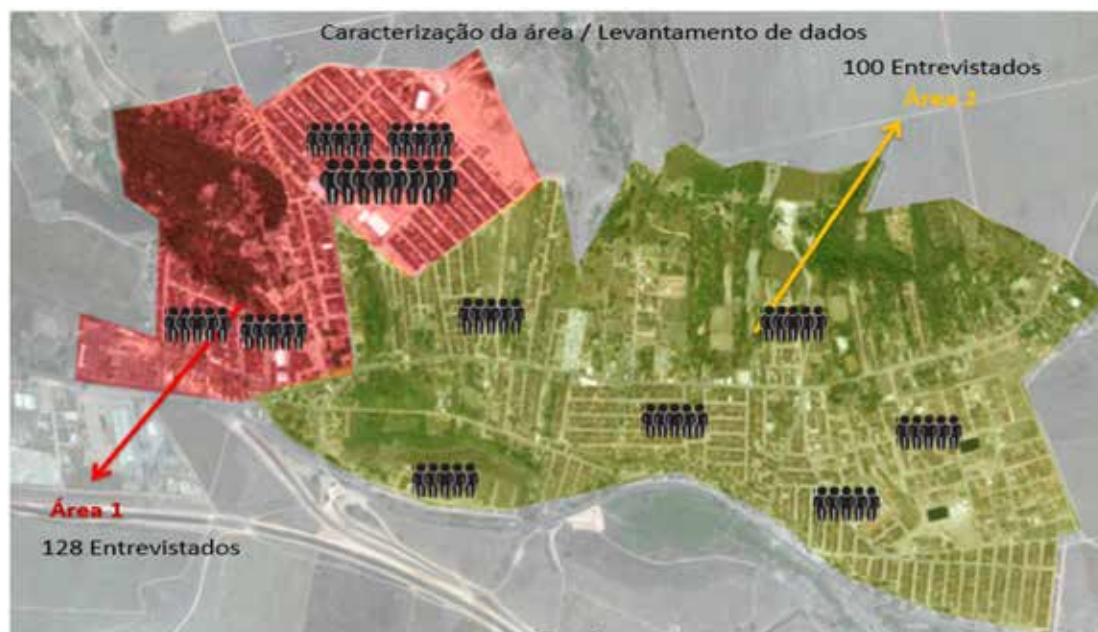 Caracterização da área / Levantamento de dados
100 Entrevistados
Área 2
Área 1
128 Entrevistados